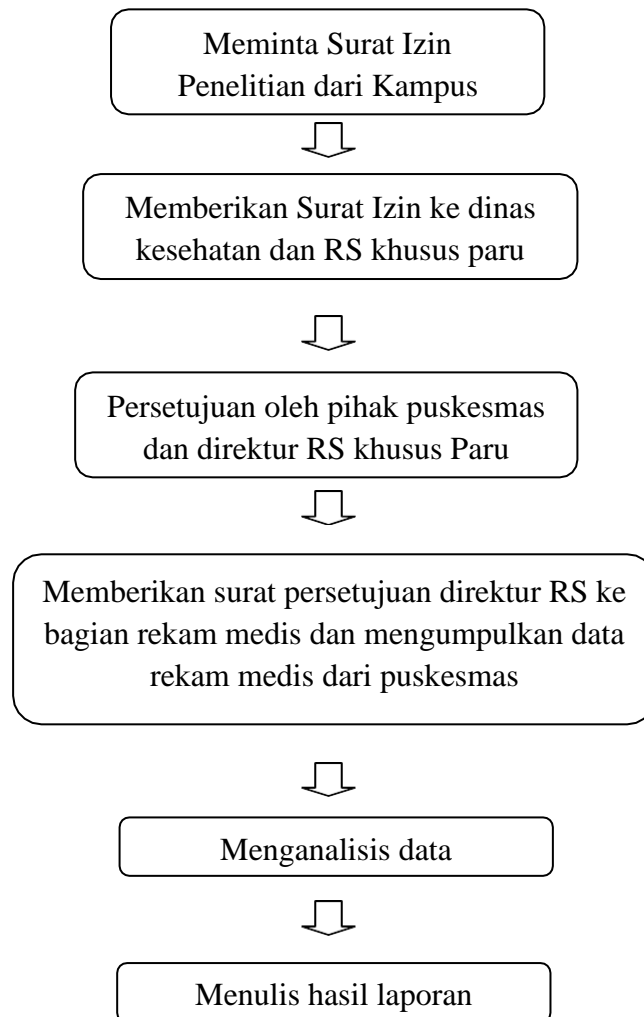 Meminta Surat Izin
Penelitian dari Kampus
Memberikan Surat Izin ke dinas
kesehatan dan RS khusus paru
Persetujuan oleh pihak puskesmas
dan direktur RS khusus Paru
Memberikan surat persetujuan direktur RS ke
bagian rekam medis dan mengumpulkan data
rekam medis dari puskesmas
Menganalisis data
Menulis hasil laporan